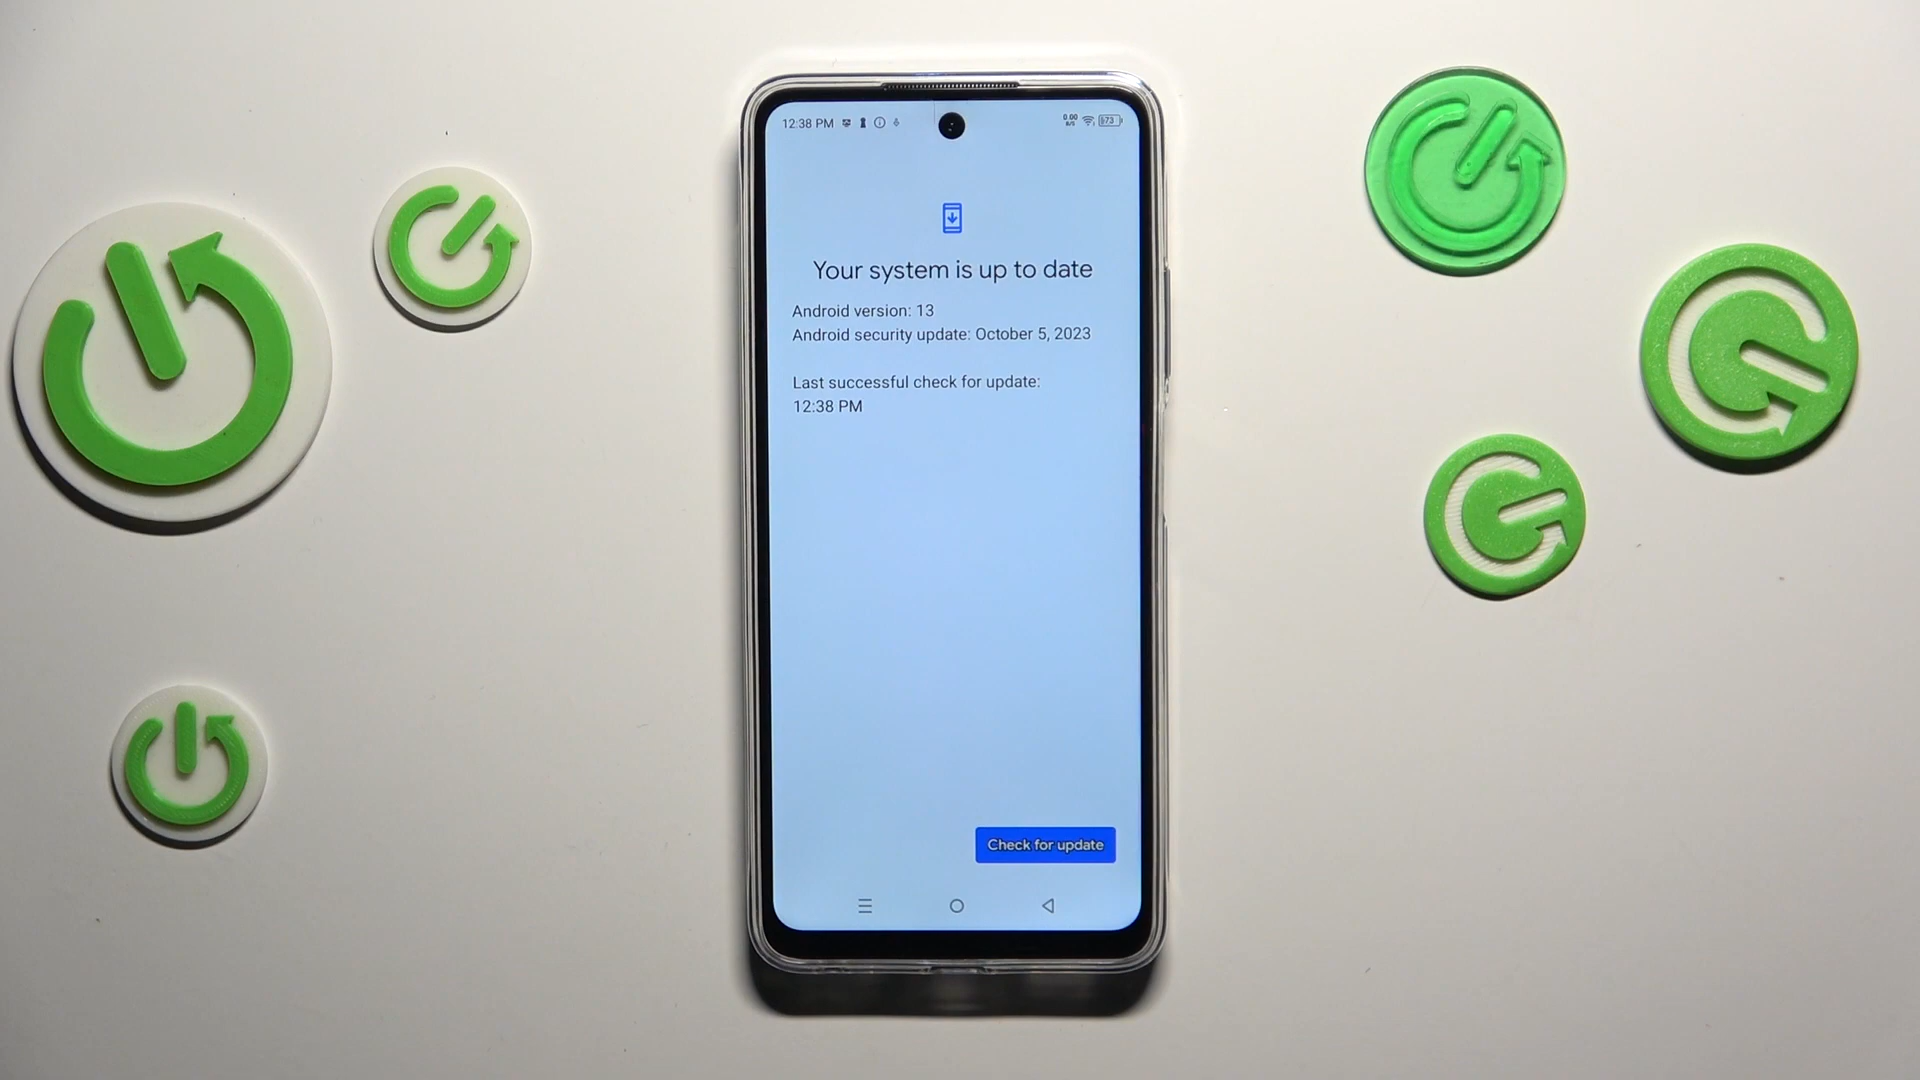 12:38 PM
0.00
B/S
73
Your system is up to date
Android version: 13
Android security update: October 5, 2023
Last successful check for update:
12:38 PM
Check for update